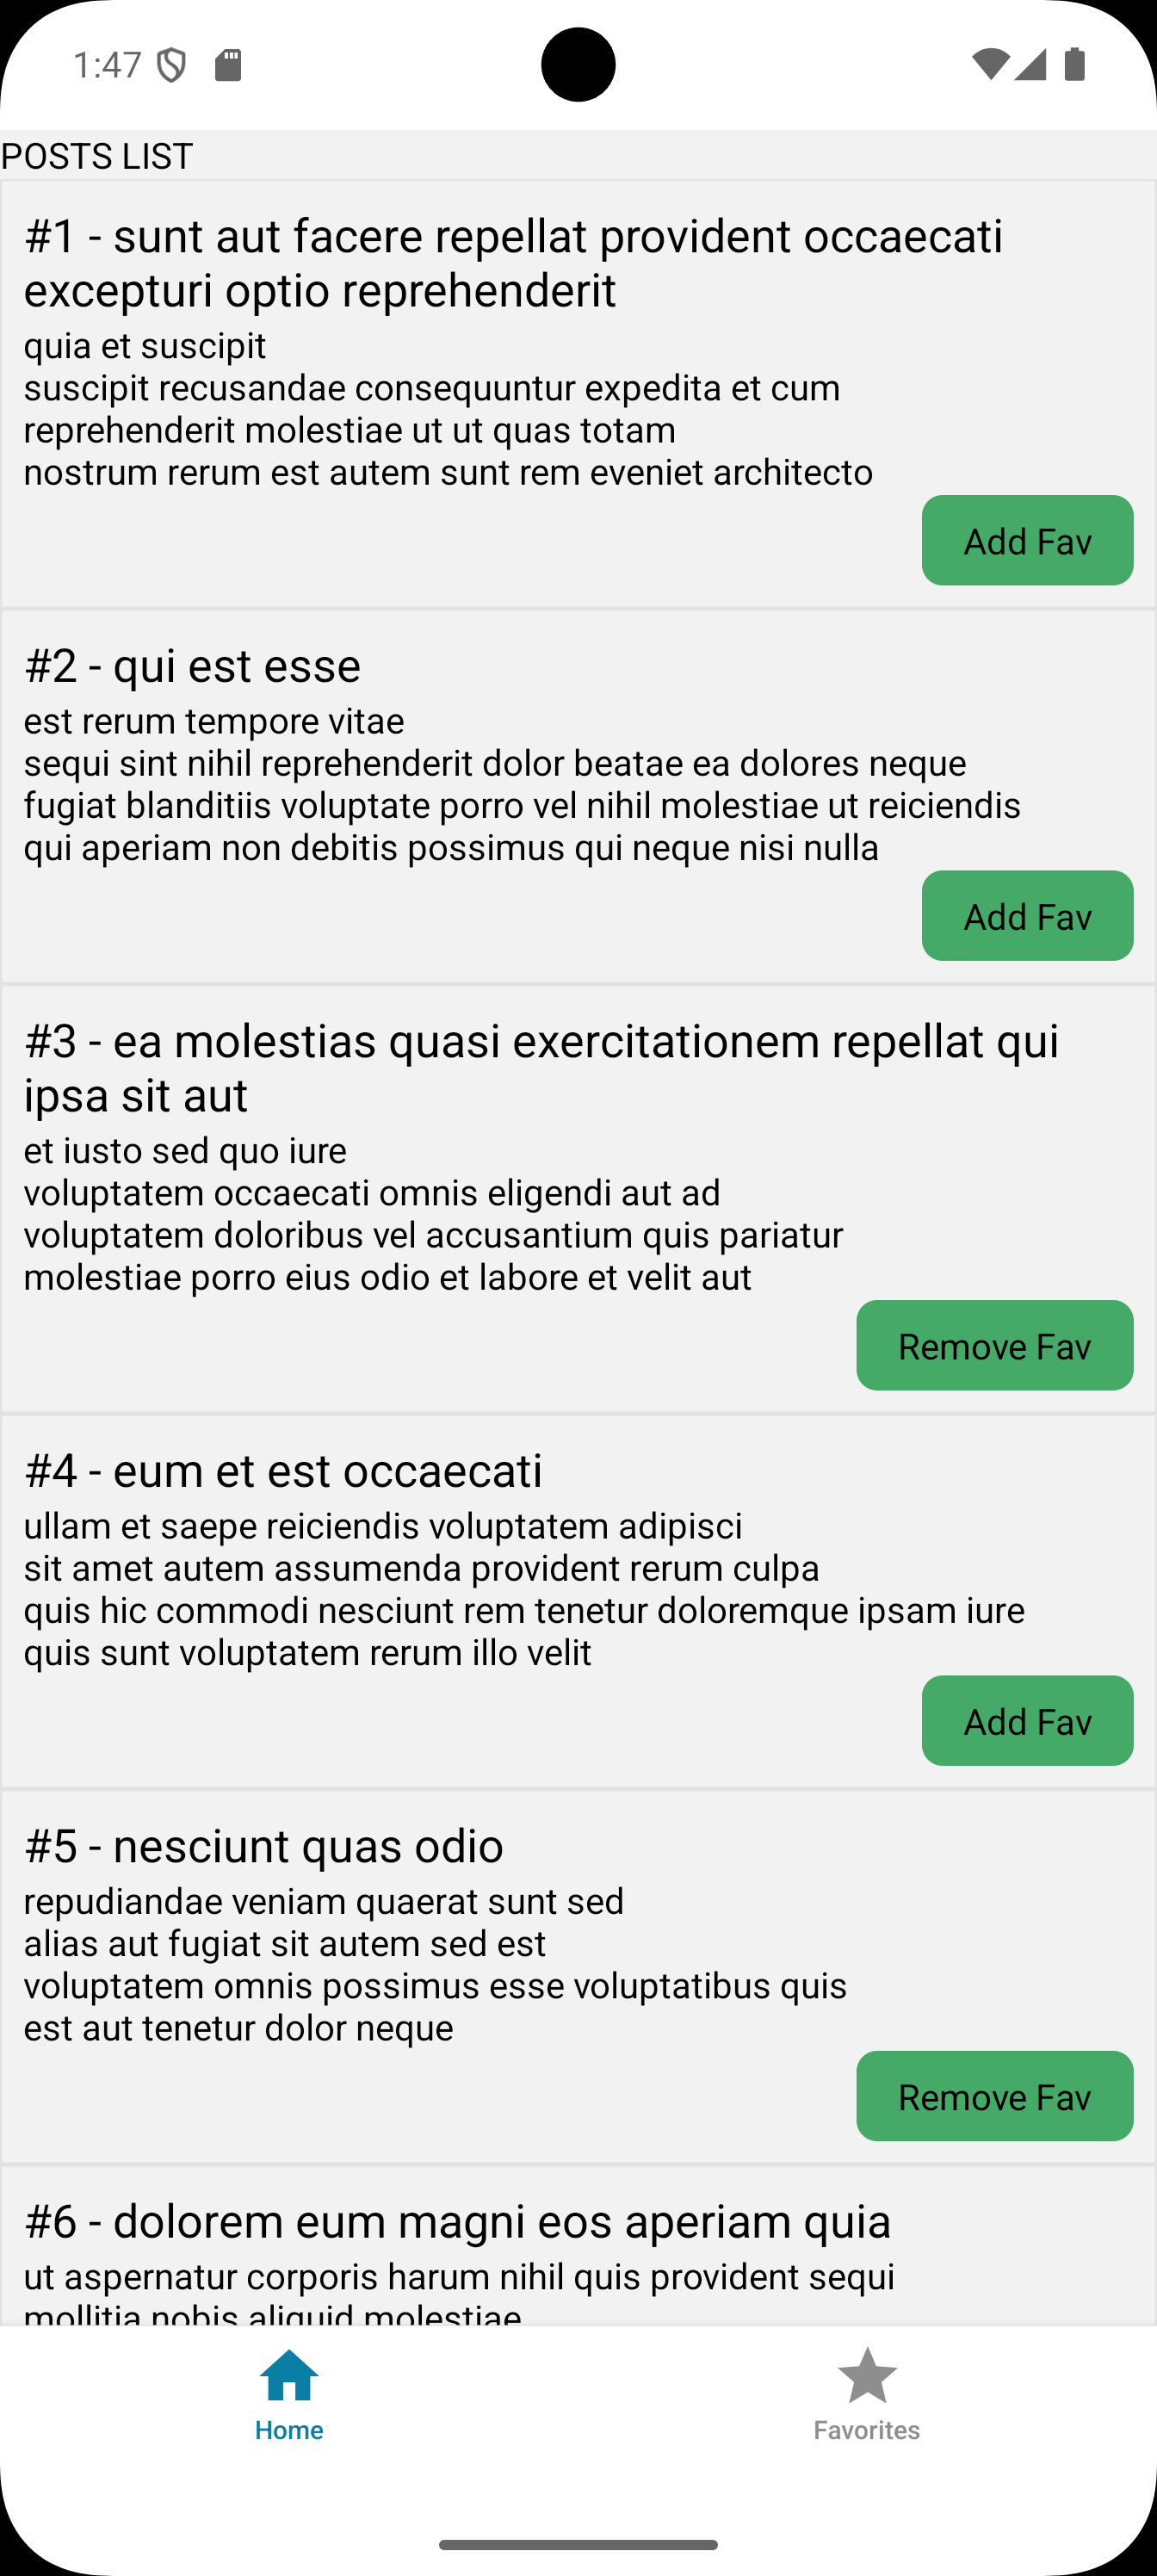 1:47
POSTS LIST
#1 - sunt aut facere repellat provident occaecati
excepturi optio reprehenderit
quia et suscipit
suscipit recusandae consequuntur expedita et cum
reprehenderit molestiae ut ut quas totam
nostrum rerum est autem sunt rem eveniet architecto
Add Fav
#2 - qui est esse
est rerum tempore vitae
sequi sint nihil reprehenderit dolor beatae ea dolores neque
fugiat blanditiis voluptate porro vel nihil molestiae ut reiciendis
qui aperiam non debitis possimus qui neque nisi nulla
Add Fav
#3 - ea molestias quasi exercitationem repellat qui
ipsa sit aut
et iusto sed quo iure
voluptatem occaecati omnis eligendi aut ad
voluptatem doloribus vel accusantium quis pariatur
molestiae porro eius odio et labore et velit aut
Remove Fav
#4 - eum et est occaecati
ullam et saepe reiciendis voluptatem adipisci
sit amet autem assumenda provident rerum culpa
quis hic commodi nesciunt rem tenetur doloremque ipsam iure
quis sunt voluptatem rerum illo velit
Add Fav
#5 - nesciunt quas odio
repudiandae veniam quaerat sunt sed
alias aut fugiat sit autem sed est
voluptatem omnis possimus esse voluptatibus quis
est aut tenetur dolor neque
Remove Fav
#6 - dolorem eum magni eos aperiam quia
ut aspernatur corporis harum nihil quis provident sequi
mollitia nobis aliquid molestiae
Home
Favorites